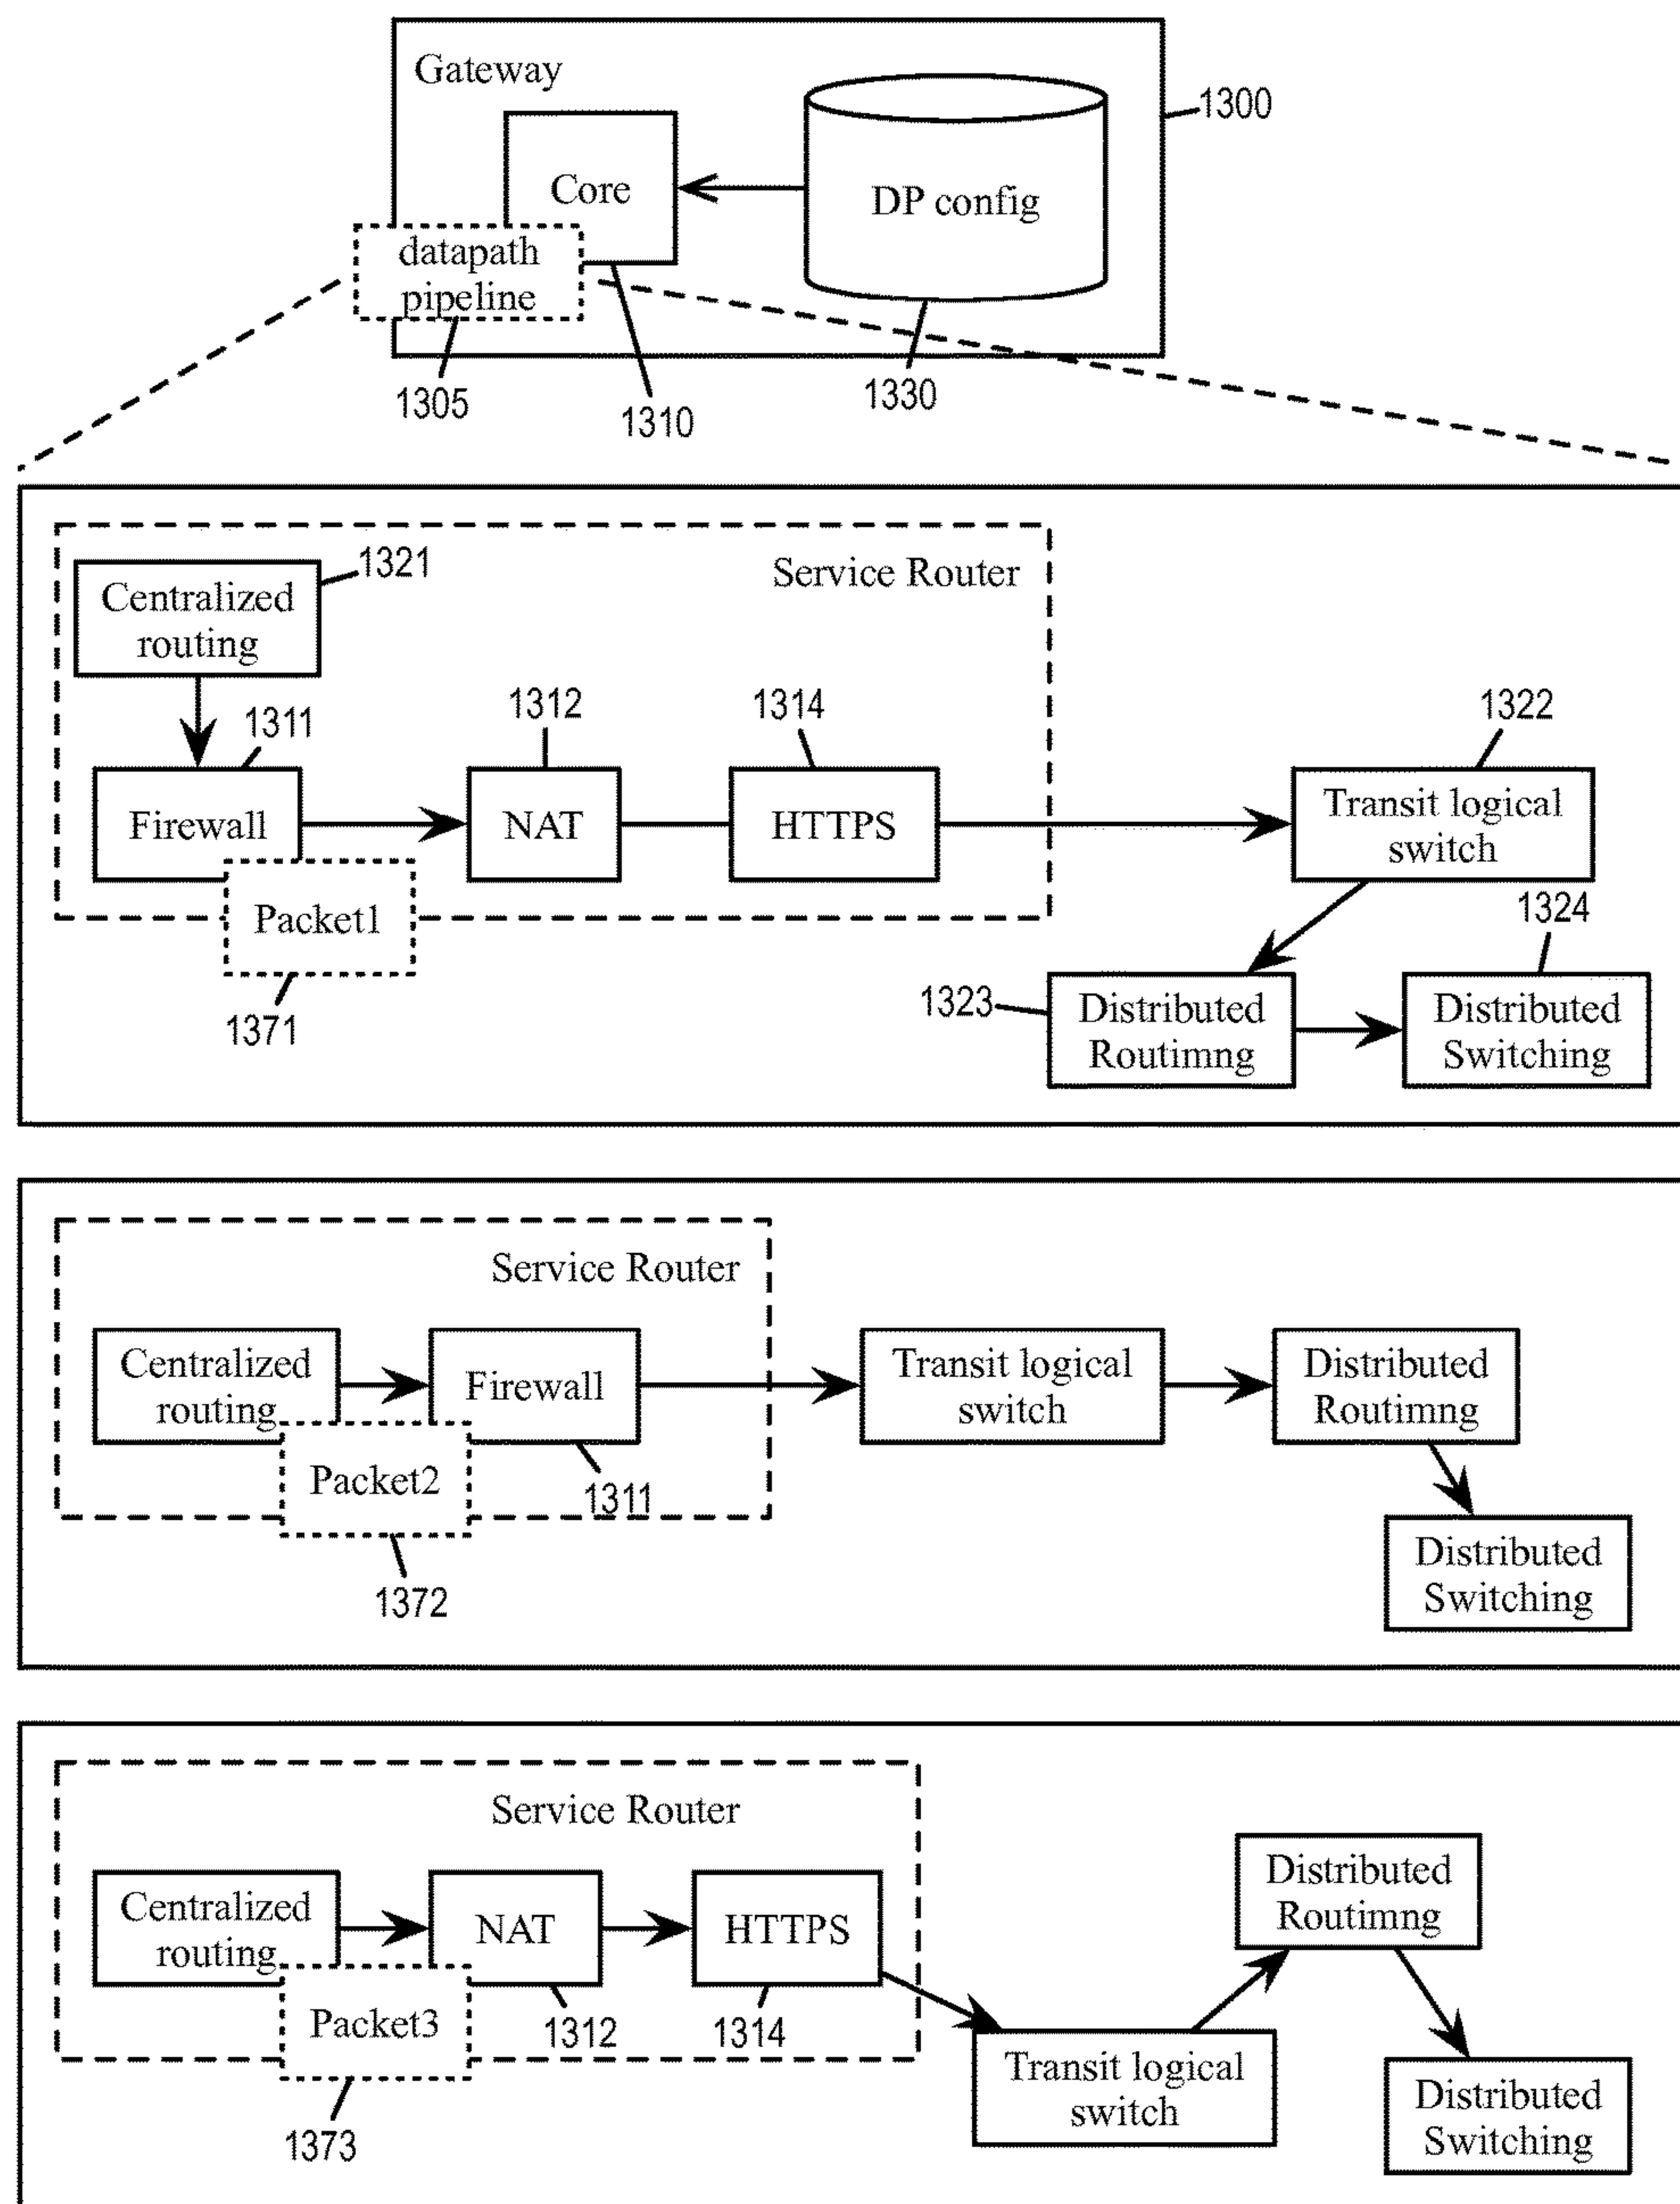 Gateway
1300
Core
DP config
datapath
pipeline
1305
1310
1330
1321
Service Router
Centralized
routing
1311
1312
1314
1322
Firewall
NAT
HTTPS
Transit logical
switch
Packet1
1324
1371
1323
Distributed
Routimng
Distributed
Switching
Service Router
Centralized
routing
Firewall
Transit logical
switch
Distributed
Routimng
Packet2
1311
1372
Distributed
Switching
Service Router
Centralized
routing
NAT
HTTPS
Distributed
Routimng
Packet3
1312
1314
1373
Transit logical
switch
Distributed
Switching